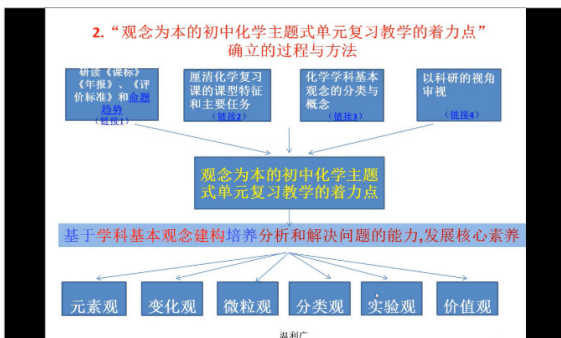 2.“观念为本的初中化学主题式单元复习教学的着力点”
确立的过程与方法
研读《课标》
《年报》、《评
价标准》和命题
趋势
（链接1）
厘清化学复习
课的课型特征
和主要任务
（链接2）
化学学科基本
观念的分类与
概念
（链接3）
以科研的视角
审视
（链接4）
观念为本的初中化学主题
式单元复习教学的着力点
基于学科基本观念建构培养分析和解决问题的能力,发展核心素养
元素观
变化观
微粒观
分类观
实验观
价值观
温利广